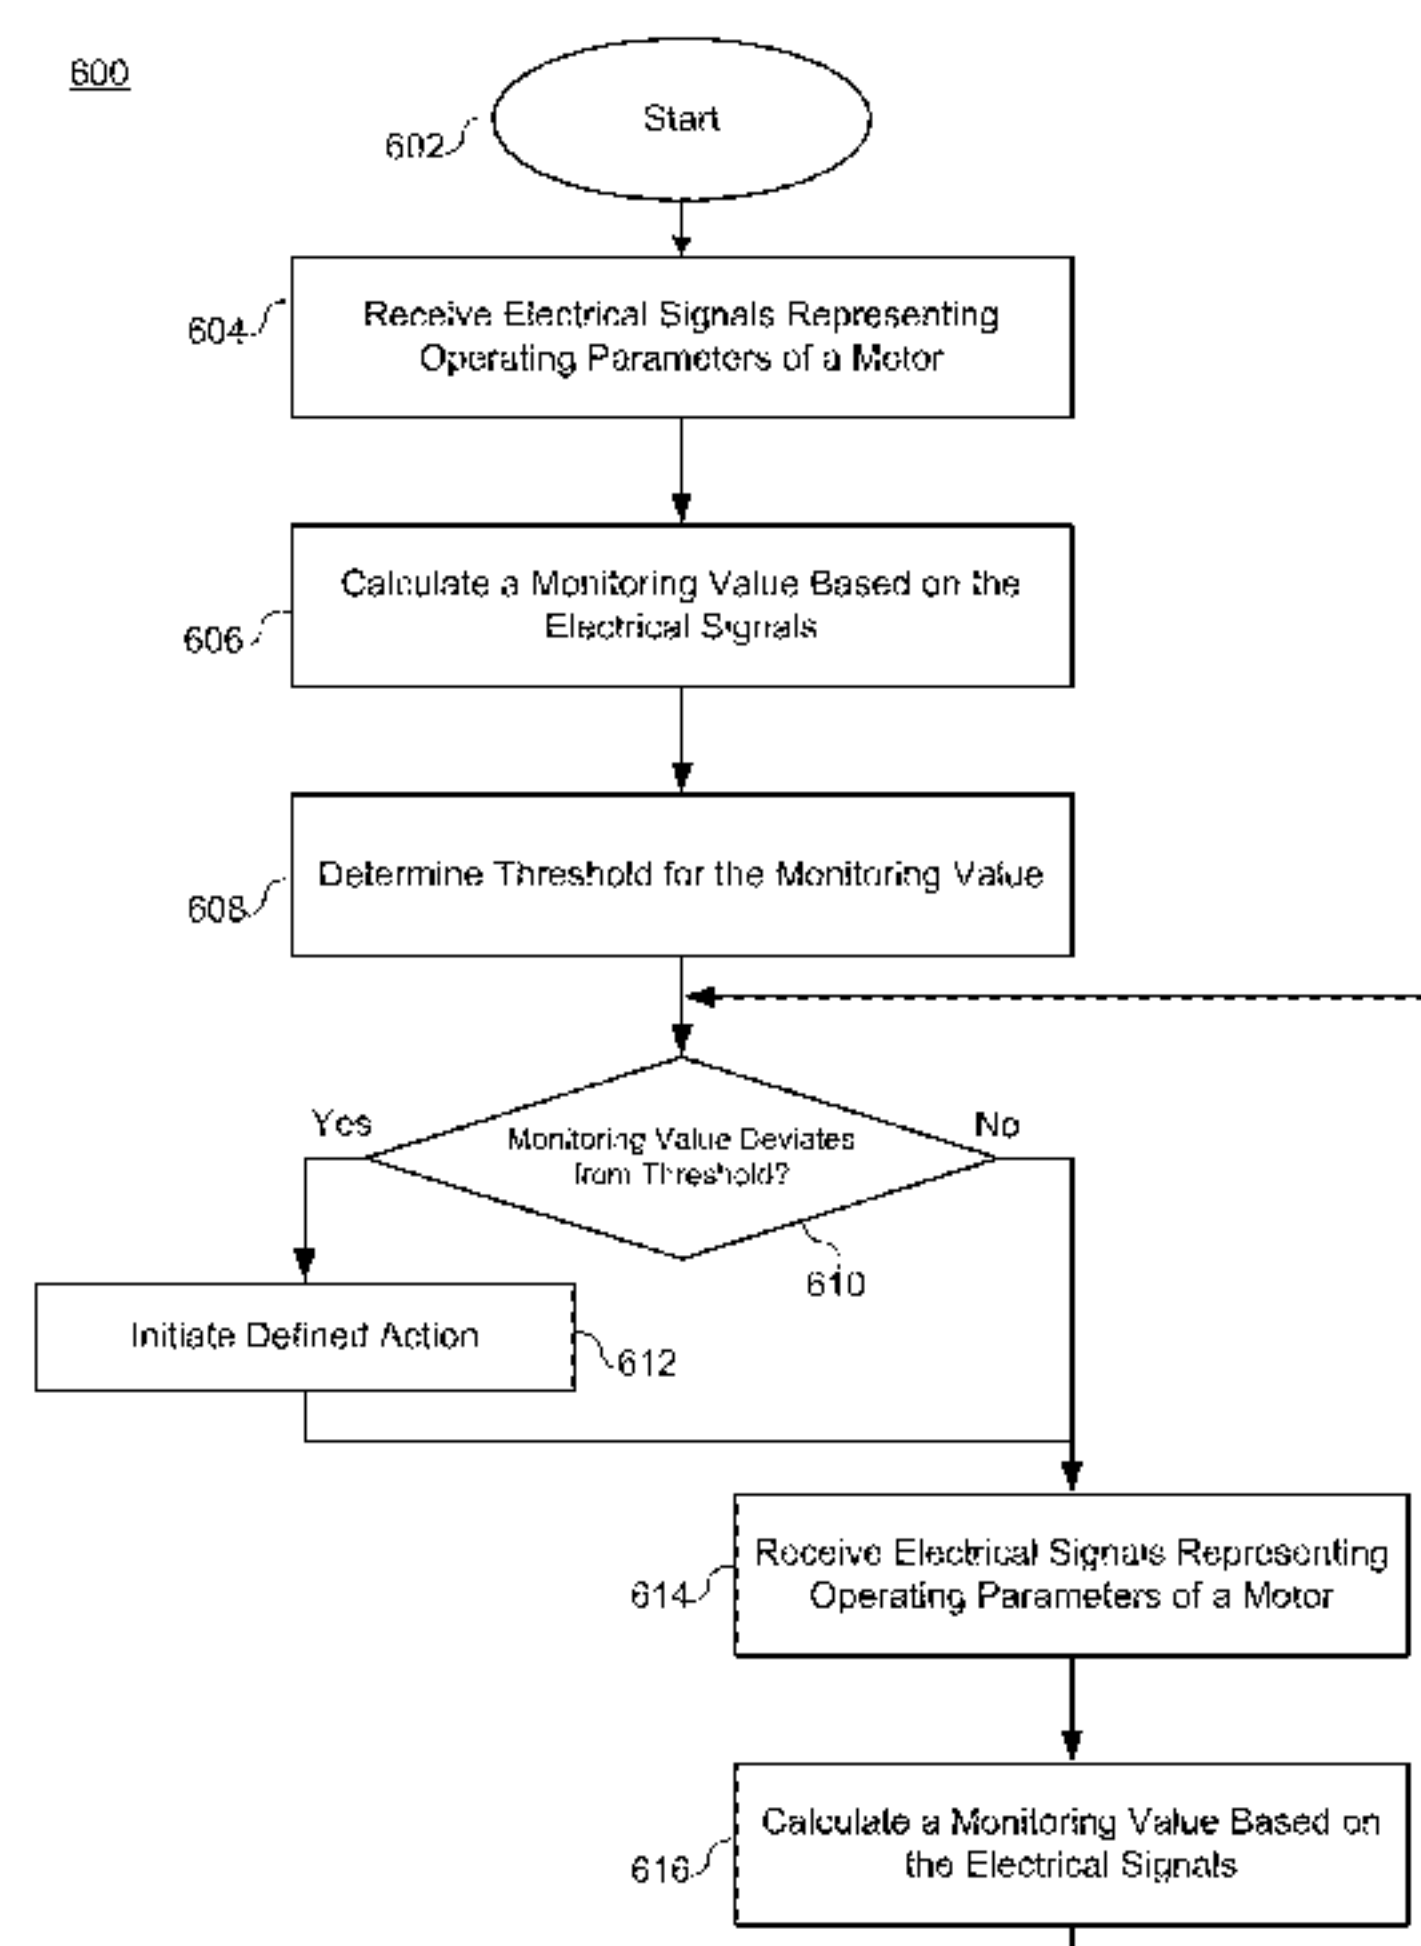 600
Start
602
Receive Electrical Signals Representing
Operating Parameters of a Motor
604
Calculate a Monitoring Value Based on the
Electrical Signals
606
Determine Threshold for the Monitoring Value
608
Yes
No
Monitoring Value Deviates
from Threshold?
610
Initiate Defined Action
612
Receive Electrical Signals Representing
Operating Parameters of a Motor
614
Calculate a Monitoring Value Based on
the Electrical Signals
616